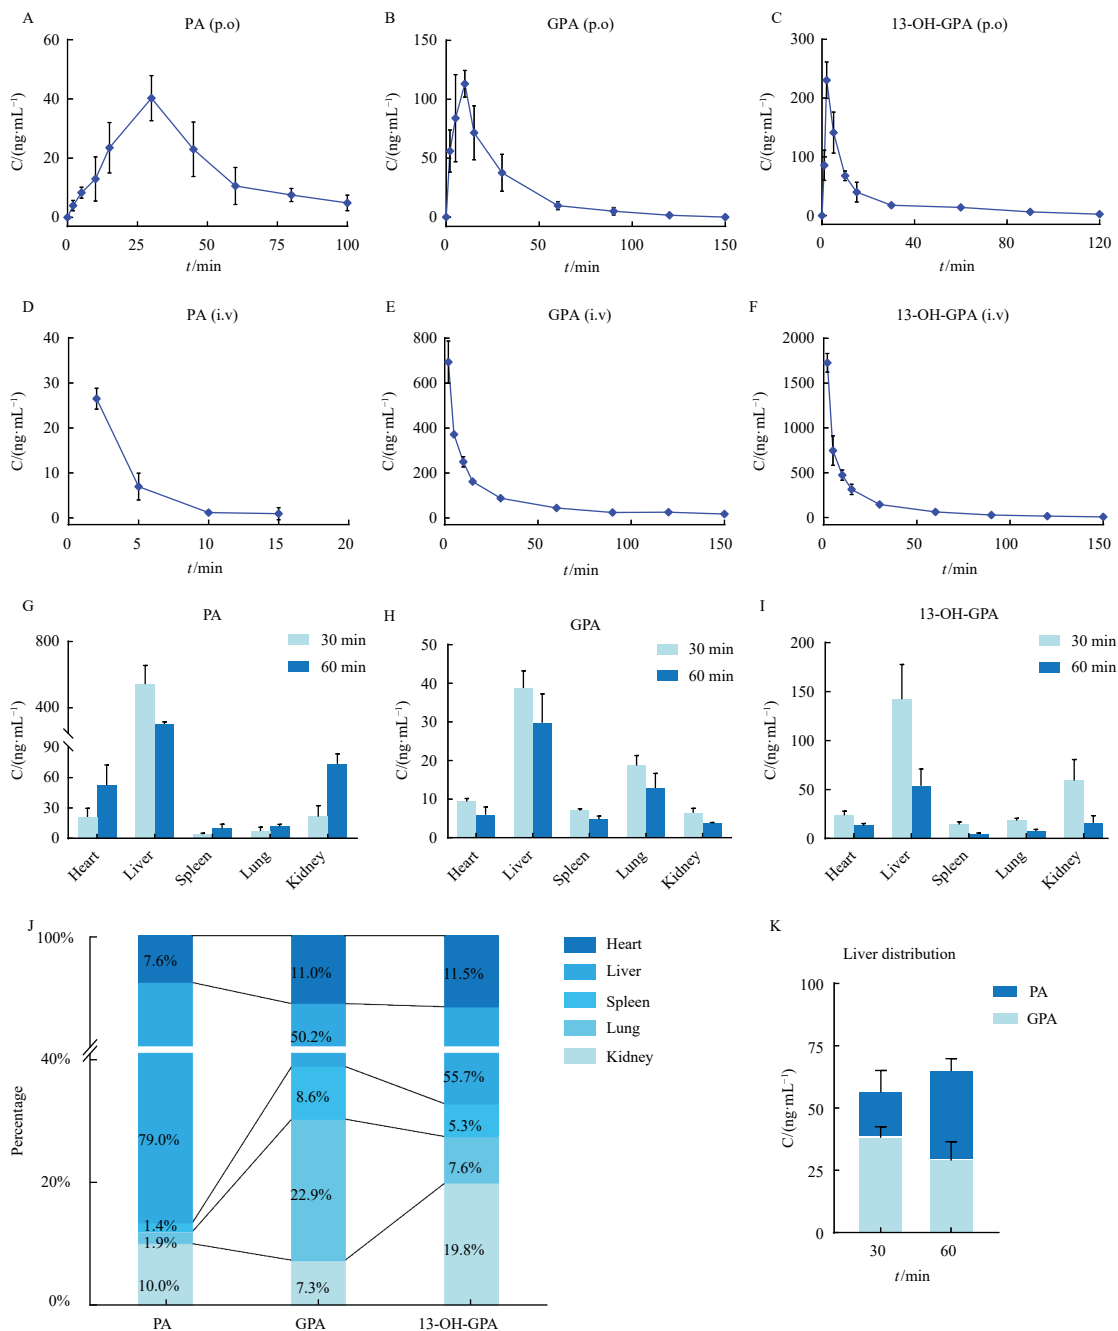 A
PA (p.o)
C/(ng·mL⁻¹)
60
40
20
0
0
25
50
75
100
t/min
B
GPA (p.o)
C/(ng·mL⁻¹)
150
100
50
0
0
50
100
150
t/min
C
13-OH-GPA (p.o)
C/(ng·mL⁻¹)
300
200
100
0
0
40
80
120
t/min
D
PA (i.v)
C/(ng·mL⁻¹)
40
30
20
10
0
0
5
10
15
20
t/min
E
GPA (i.v)
C/(ng·mL⁻¹)
800
600
400
200
0
0
50
100
150
t/min
F
13-OH-GPA (i.v)
C/(ng·mL⁻¹)
2000
1500
1000
500
0
0
50
100
150
t/min
G
PA
30 min
60 min
C/(ng·mL⁻¹)
800
400
90
60
30
0
Heart
Liver
Spleen
Lung
Kidney
H
GPA
30 min
60 min
C/(ng·mL⁻¹)
50
40
30
20
10
0
Heart
Liver
Spleen
Lung
Kidney
I
13-OH-GPA
30 min
60 min
C/(ng·mL⁻¹)
200
150
100
50
0
Heart
Liver
Spleen
Lung
Kidney
J
Percentage
100%
40%
20%
0%
7.6%
79.0%
1.4%
1.9%
10.0%
11.0%
50.2%
8.6%
22.9%
7.3%
11.5%
55.7%
5.3%
7.6%
19.8%
PA
GPA
13-OH-GPA
Heart
Liver
Spleen
Lung
Kidney
K
Liver distribution
PA
GPA
C/(ng·mL⁻¹)
100
75
50
25
0
30
60
t/min